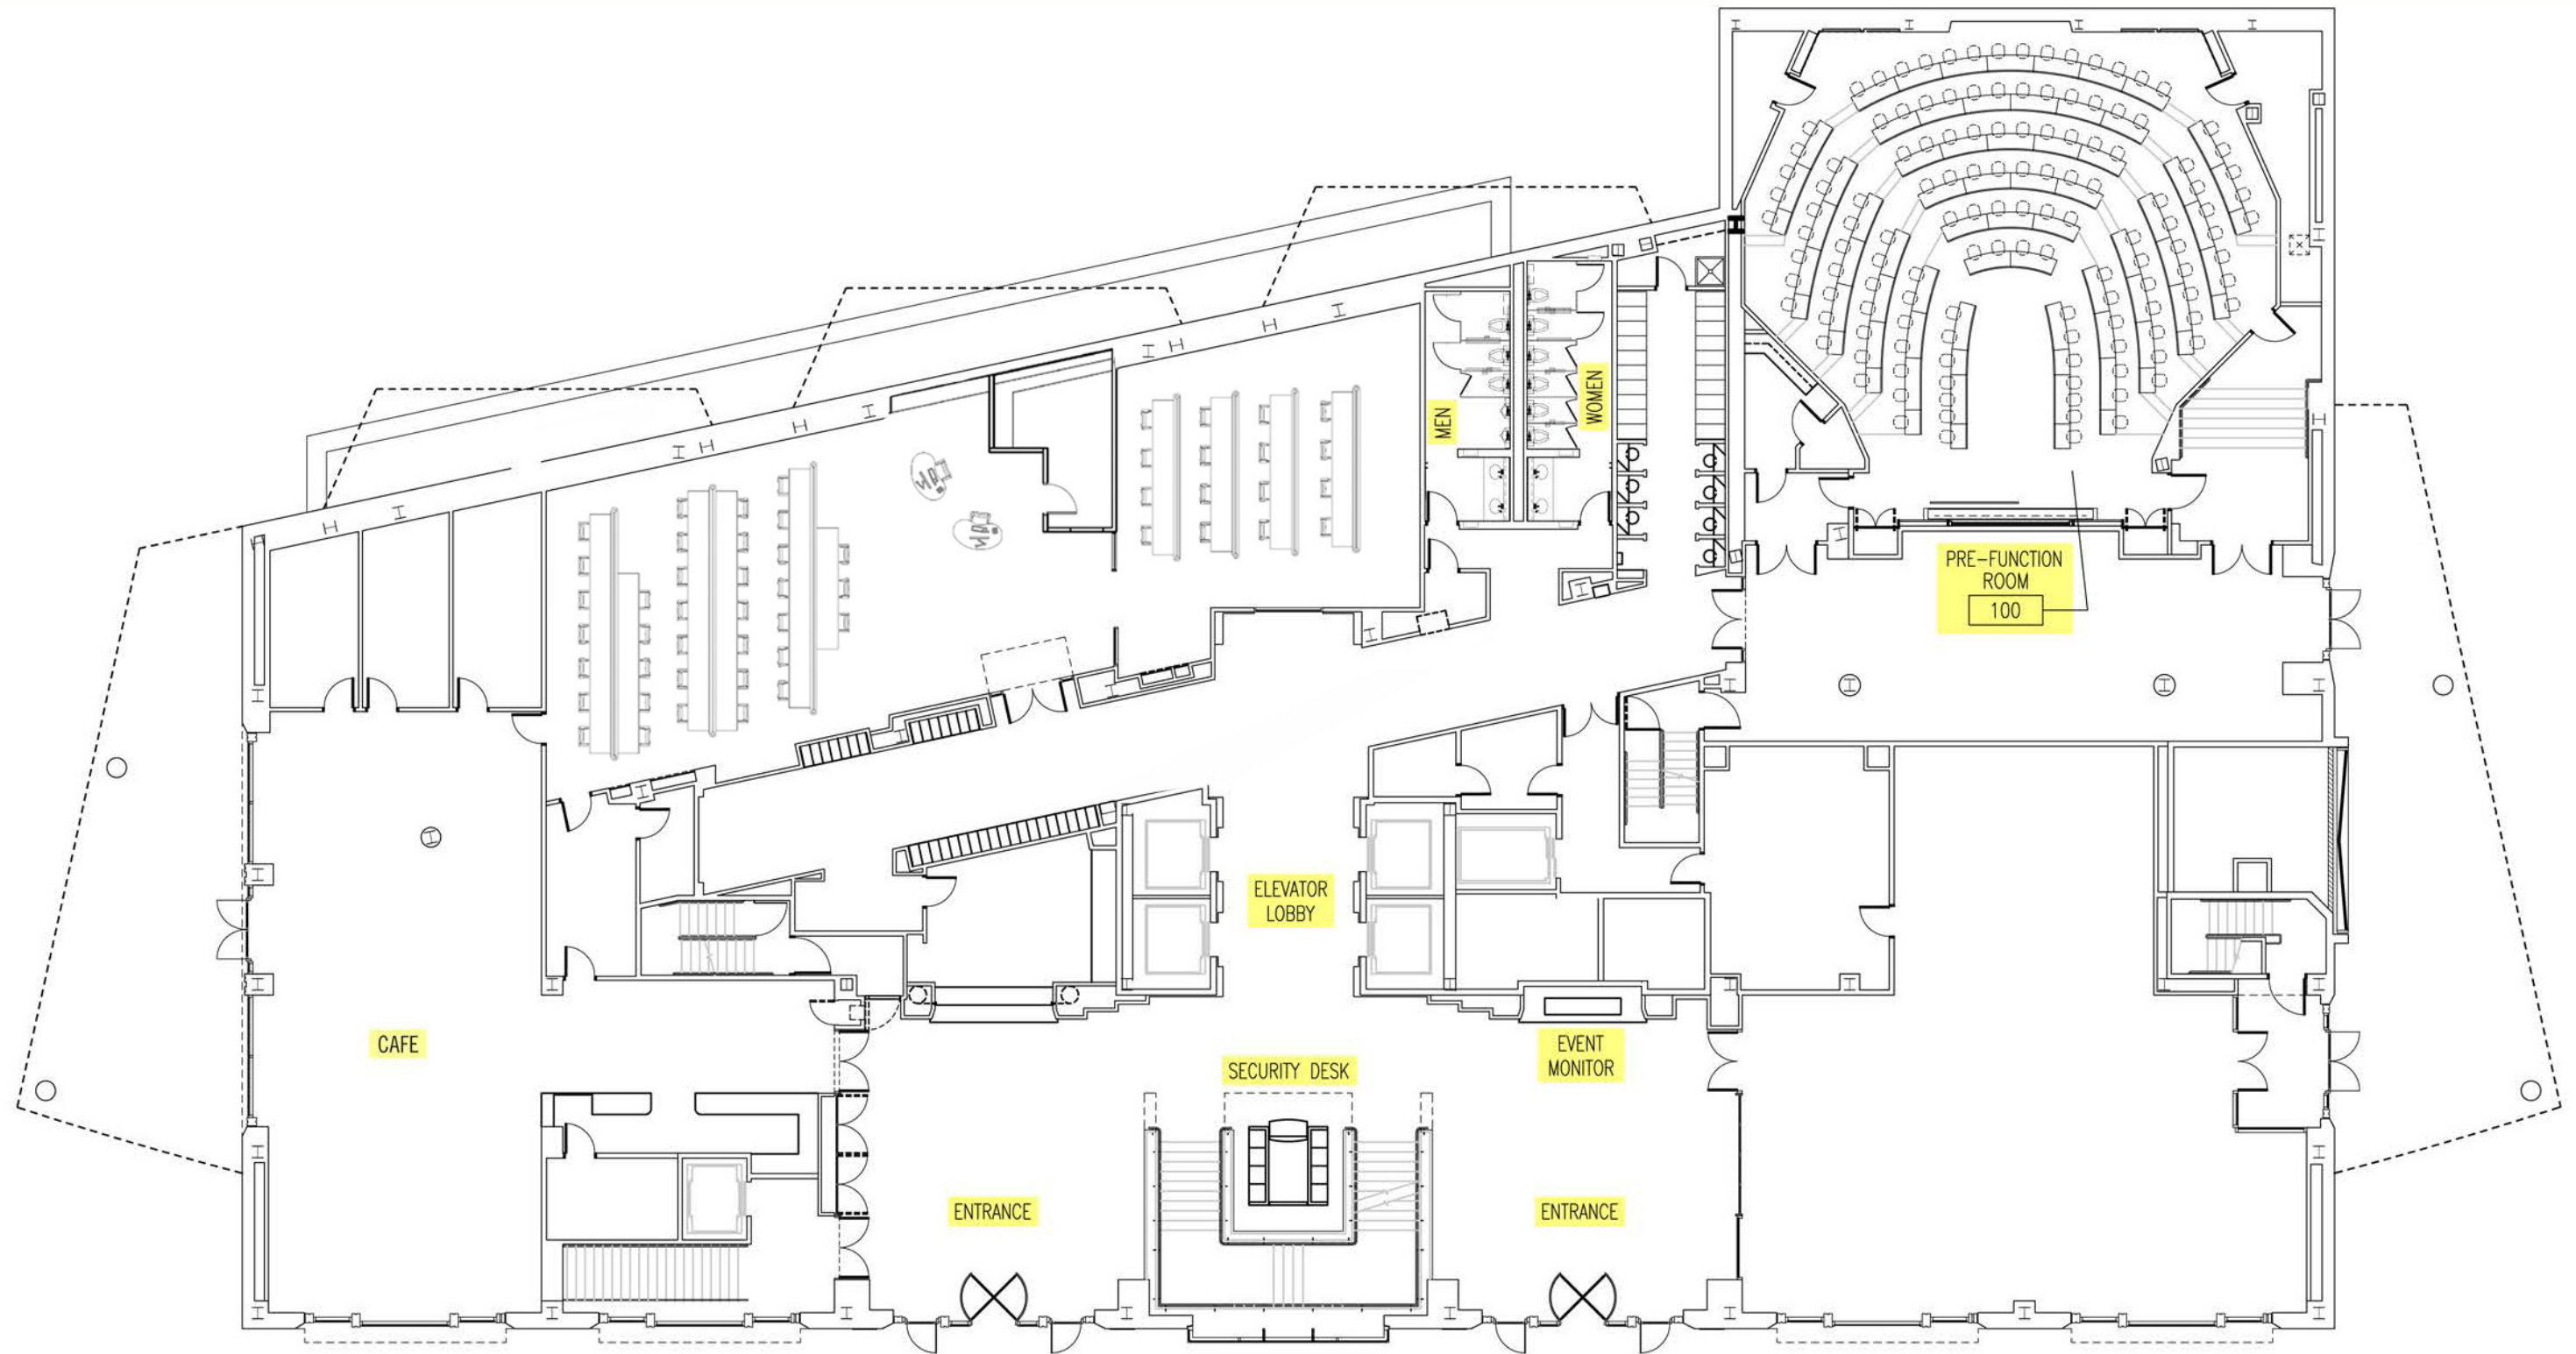 MEN
WOMEN
PRE-FUNCTION
ROOM
100
ELEVATOR
LOBBY
CAFE
SECURITY DESK
EVENT
MONITOR
ENTRANCE
ENTRANCE